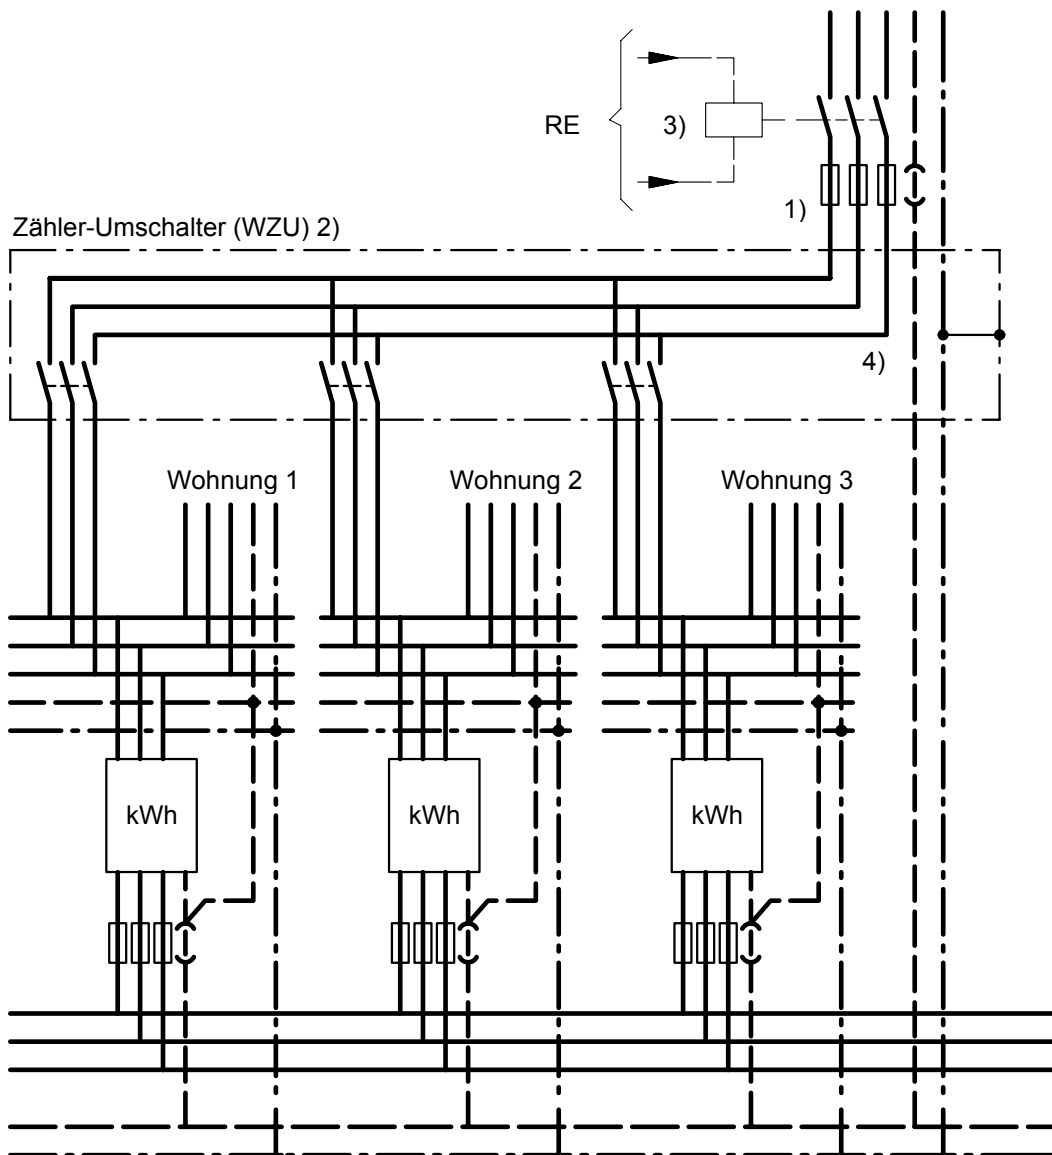 RE
3)
1)
Zähler-Umschalter (WZU) 2)
4)
Wohnung 1
Wohnung 2
Wohnung 3
kWh
kWh
kWh